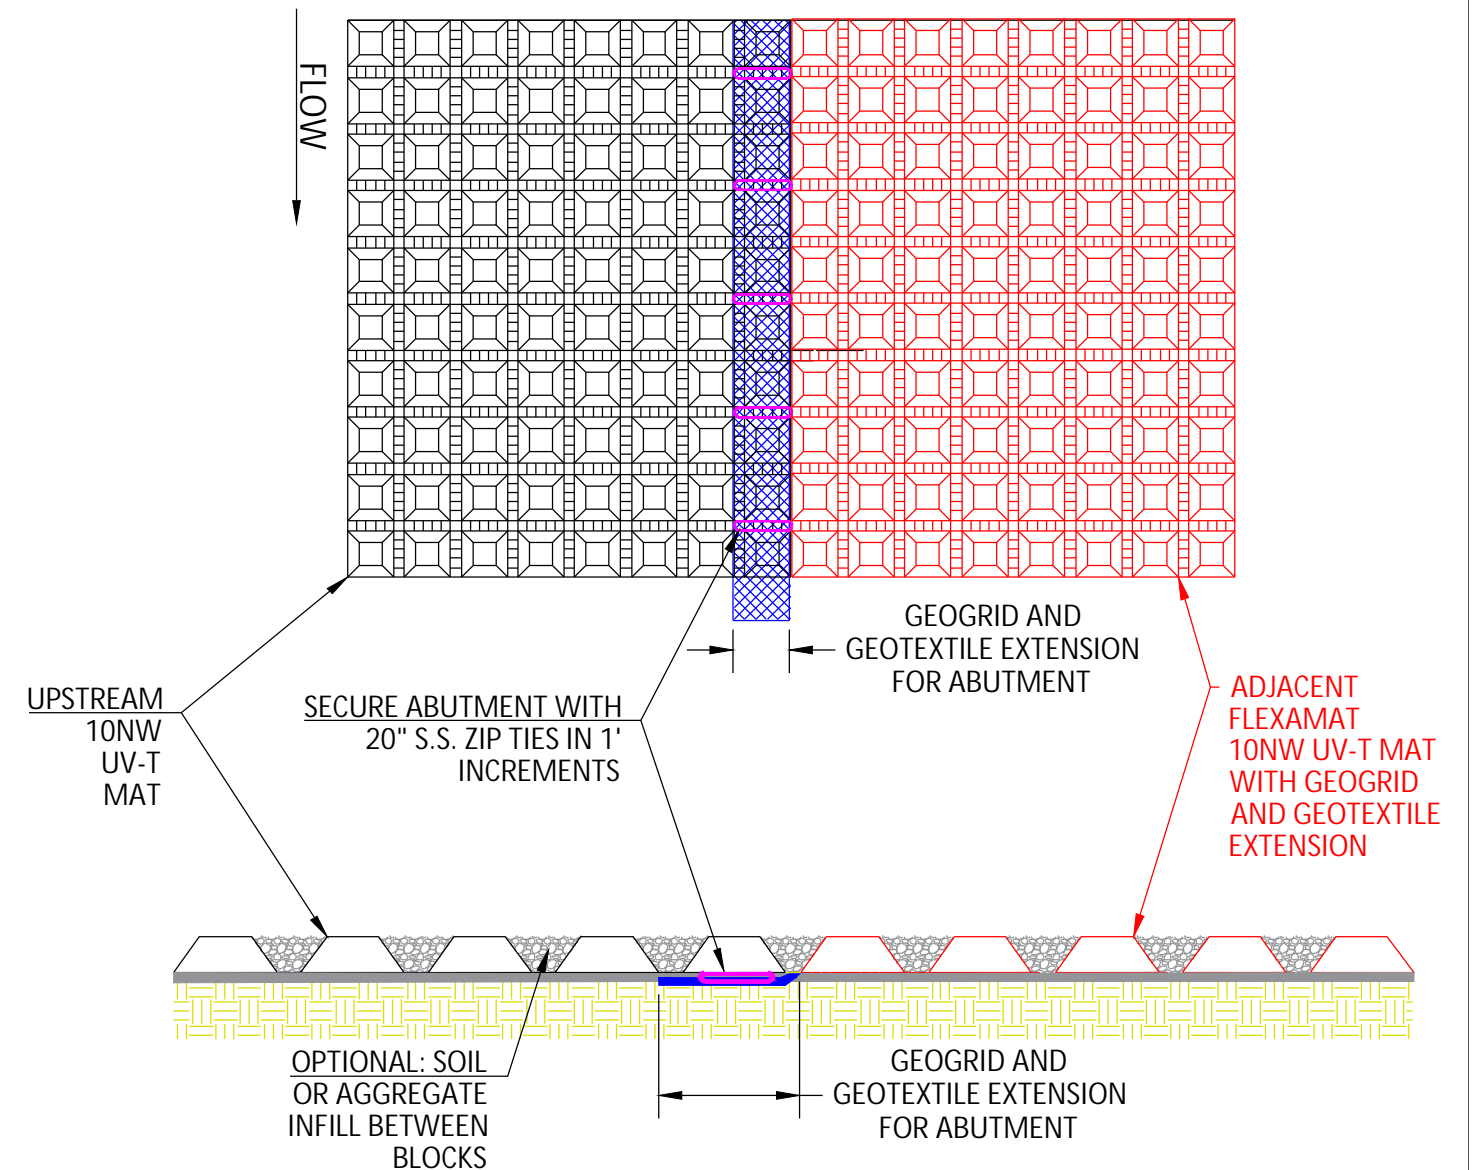 FLOW
GEOGRID AND
GEOTEXTILE EXTENSION
FOR ABUTMENT
UPSTREAM
10NW
UV-T
MAT
SECURE ABUTMENT WITH
20" S.S. ZIP TIES IN 1'
INCREMENTS
ADJACENT
FLEXAMAT
10NW UV-T MAT
WITH GEOGRID
AND GEOTEXTILE
EXTENSION
OPTIONAL: SOIL
OR AGGREGATE
INFILL BETWEEN
BLOCKS
GEOGRID AND
GEOTEXTILE EXTENSION
FOR ABUTMENT